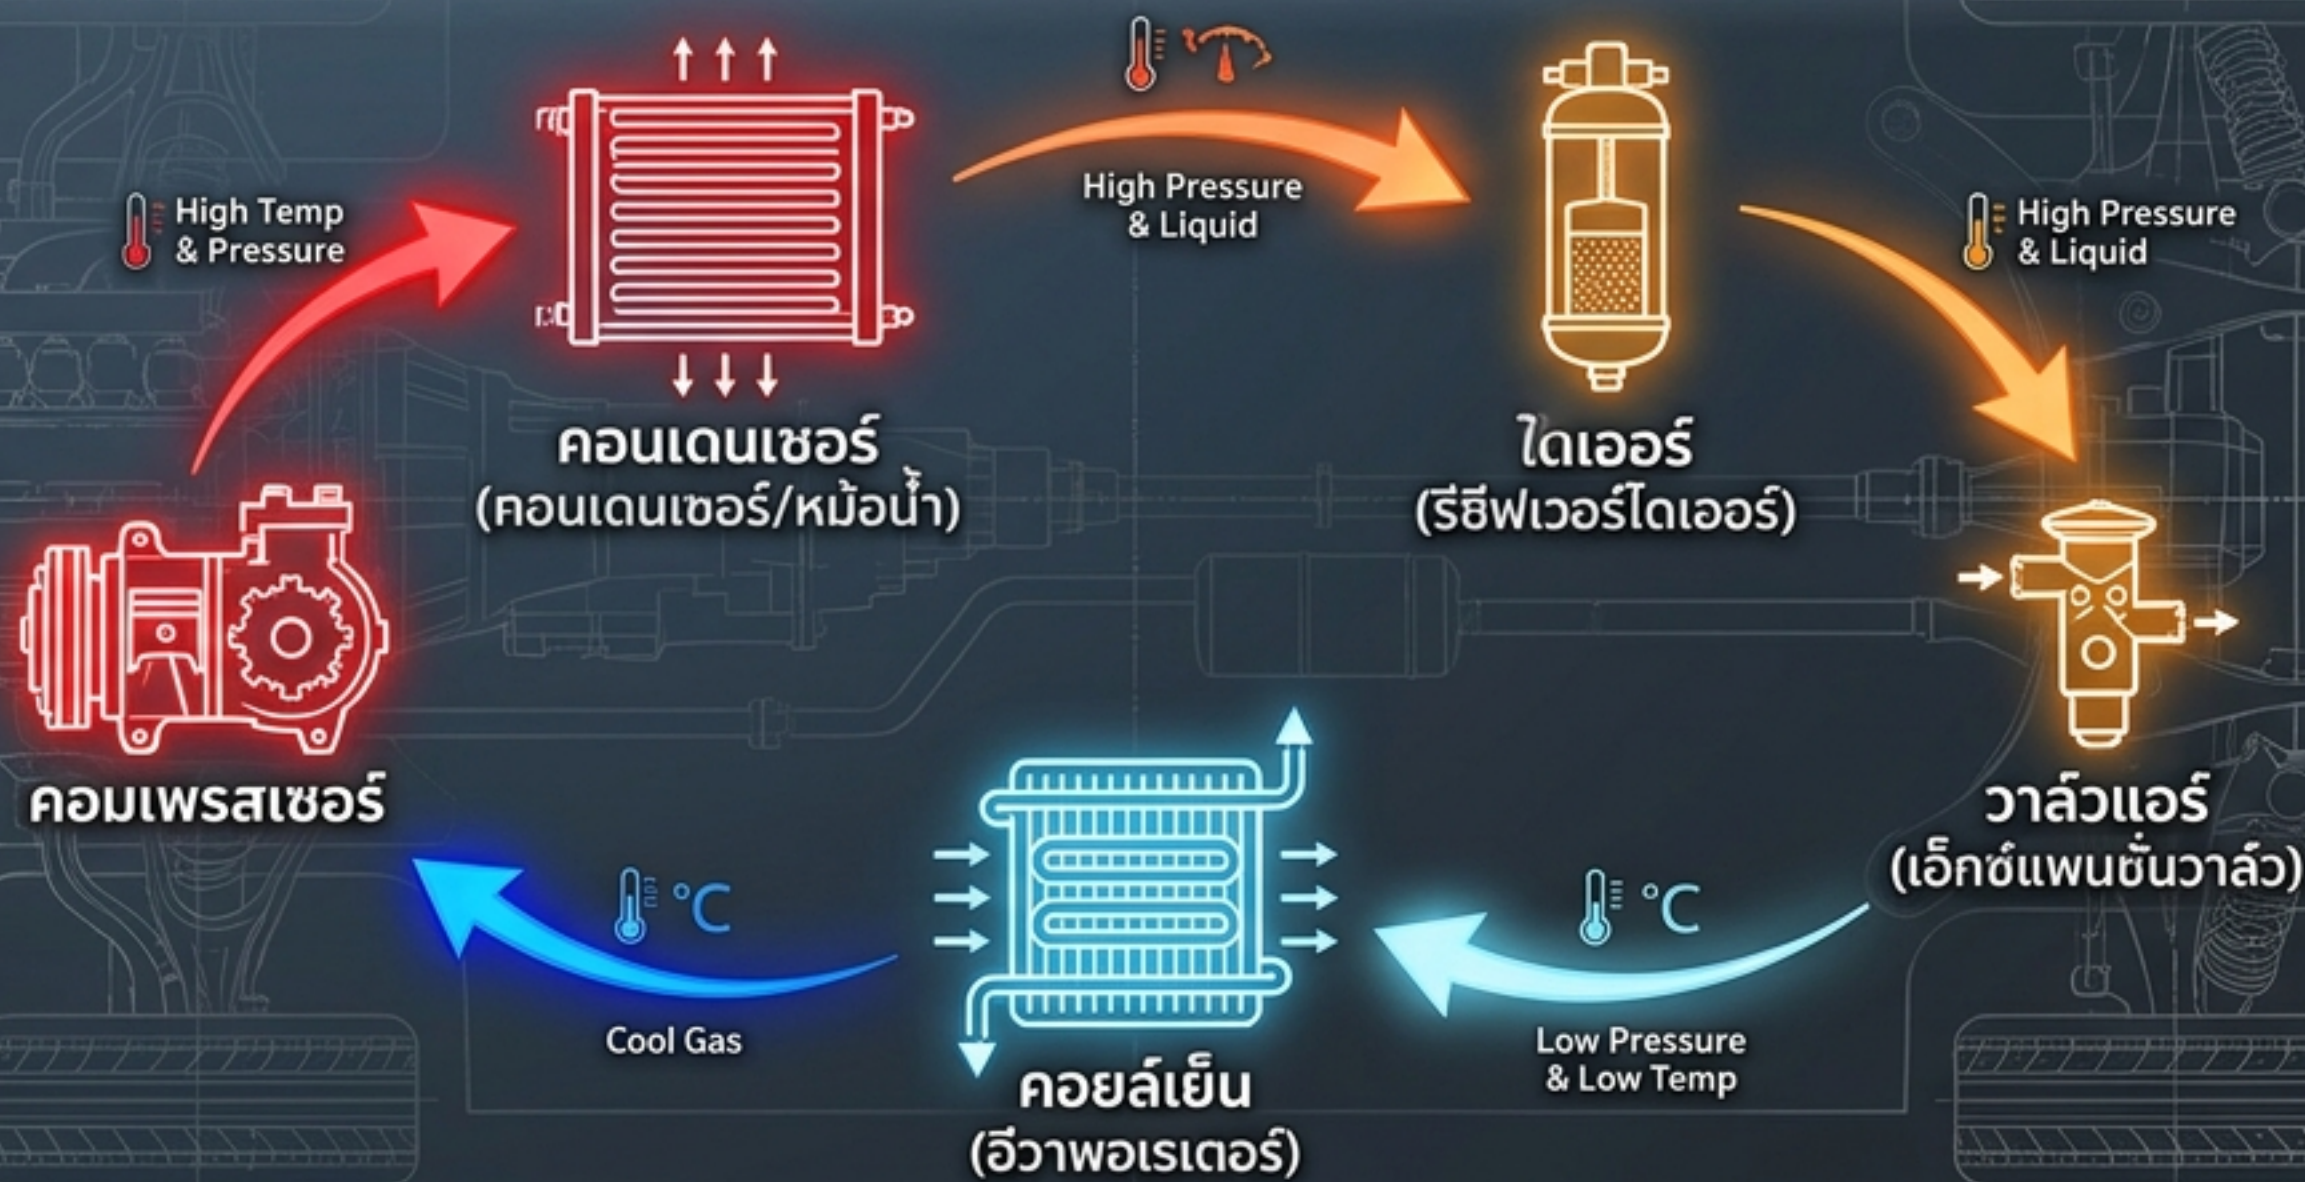 High Temp
& Pressure
High Pressure
& Liquid
High Pressure
& Liquid
คอนเดนเซอร์
(คอนเดนเซอร์/หม้อน้ำ)
ไดเออร์
(รีซีฟเวอร์ไดเออร์)
คอมเพรสเซอร์
วาล์วแอร์
(เอ็กซ์แพนชั่นวาล์ว)
°C
Cool Gas
°C
Low Pressure
& Low Temp
คอยล์เย็น
(อีวาพอเรเตอร์)